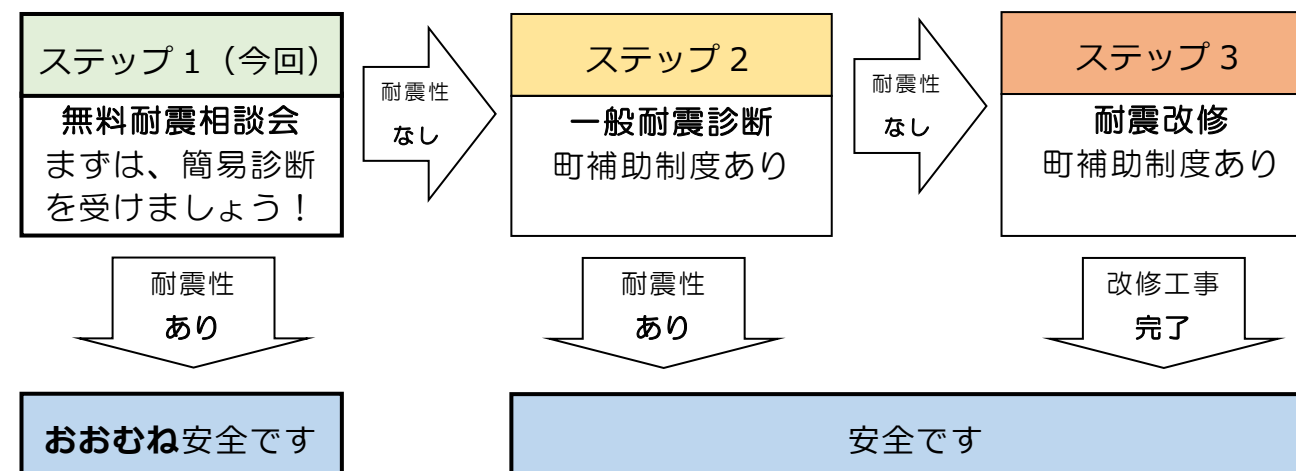 ステップ1（今回）
無料耐震相談会
まずは、簡易診断
を受けましょう！
耐震性
なし
ステップ2
一般耐震診断
町補助制度あり
耐震性
なし
ステップ3
耐震改修
町補助制度あり
耐震性
あり
耐震性
あり
改修工事
完了
おおむね安全です
安全です